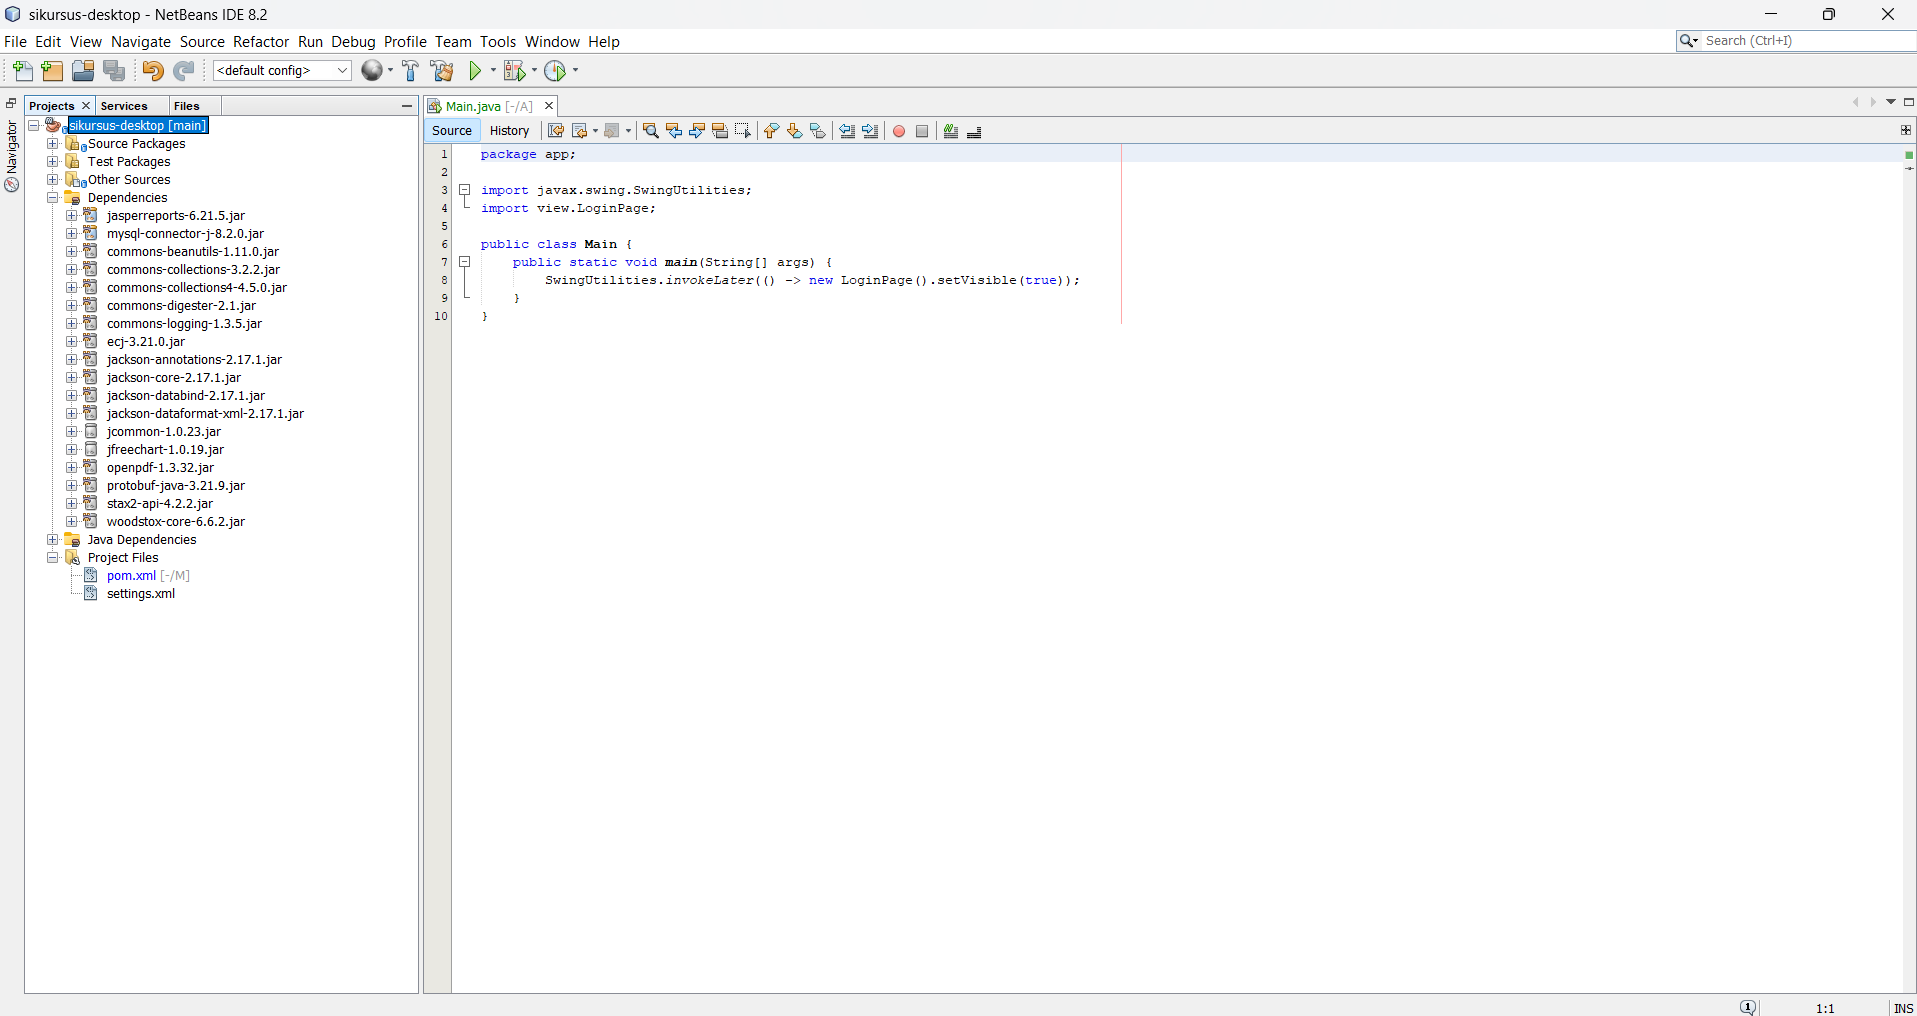 sikursus-desktop - NetBeans IDE 8.2
File Edit View Navigate Source Refactor Run Debug Profile Team Tools Window Help
Search (Ctrl+I)
<default config>
Projects Services Files
Navigator
sikursus-desktop [main]
Source Packages
Test Packages
Other Sources
Dependencies
jasperreports-6.21.5.jar
mysql-connector-j-8.2.0.jar
commons-beanutils-1.11.0.jar
commons-collections-3.2.2.jar
commons-collections4-4.5.0.jar
commons-digester-2.1.jar
commons-logging-1.3.5.jar
ecj-3.21.0.jar
jackson-annotations-2.17.1.jar
jackson-core-2.17.1.jar
jackson-databind-2.17.1.jar
jackson-dataformat-xml-2.17.1.jar
jcommon-1.0.23.jar
jfreechart-1.0.19.jar
openpdf-1.3.32.jar
protobuf-java-3.21.9.jar
stax2-api-4.2.2.jar
woodstox-core-6.6.2.jar
Java Dependencies
Project Files
pom.xml [-/M]
settings.xml
Main.java [-/A]
Source History
1 package app;
2
3 import javax.swing.SwingUtilities;
4 import view.LoginPage;
5
6 public class Main {
7 public static void main(String[] args) {
8 SwingUtilities.invokeLater(() -> new LoginPage().setVisible(true));
9 }
10 }
1 1:1 INS